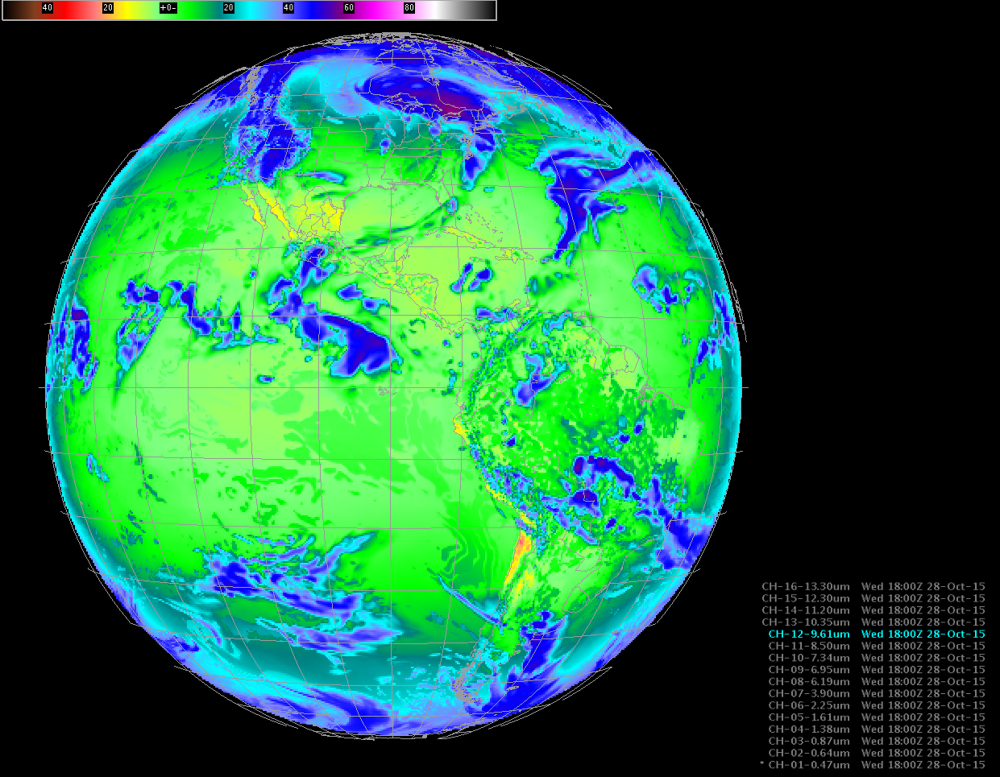 40 20 +0- 20 40 60 80
CH-16-13.30um Wed 18:00Z 28-Oct-15
CH-15-12.30um Wed 18:00Z 28-Oct-15
CH-14-11.20um Wed 18:00Z 28-Oct-15
CH-13-10.35um Wed 18:00Z 28-Oct-15
CH-12-9.61um Wed 18:00Z 28-Oct-15
CH-11-8.50um Wed 18:00Z 28-Oct-15
CH-10-7.34um Wed 18:00Z 28-Oct-15
CH-09-6.95um Wed 18:00Z 28-Oct-15
CH-08-6.19um Wed 18:00Z 28-Oct-15
CH-07-3.90um Wed 18:00Z 28-Oct-15
CH-06-2.25um Wed 18:00Z 28-Oct-15
CH-05-1.61um Wed 18:00Z 28-Oct-15
CH-04-1.38um Wed 18:00Z 28-Oct-15
CH-03-0.87um Wed 18:00Z 28-Oct-15
CH-02-0.64um Wed 18:00Z 28-Oct-15
* CH-01-0.47um Wed 18:00Z 28-Oct-15